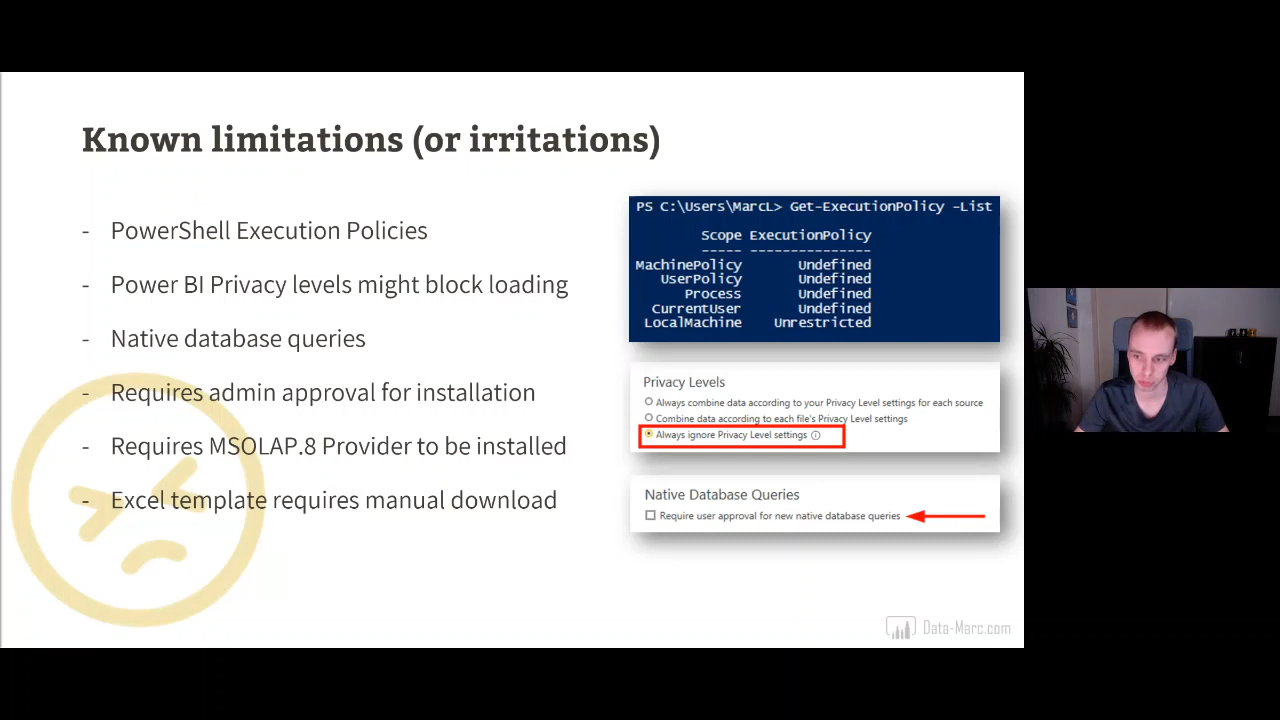 Known limitations (or irritations)
- PowerShell Execution Policies
- Power BI Privacy levels might block loading
- Native database queries
- Requires admin approval for installation
- Requires MSOLAP.8 Provider to be installed
- Excel template requires manual download
PS C:\Users\MarcL> Get-ExecutionPolicy -List
Scope ExecutionPolicy
----- ---------------
MachinePolicy Undefined
UserPolicy Undefined
Process Undefined
CurrentUser Undefined
LocalMachine Unrestricted
Privacy Levels
Always combine data according to your Privacy Level settings for each source
Combine data according to each file's Privacy Level settings
Always ignore Privacy Level settings
Native Database Queries
Require user approval for new native database queries
Data-Marc.com